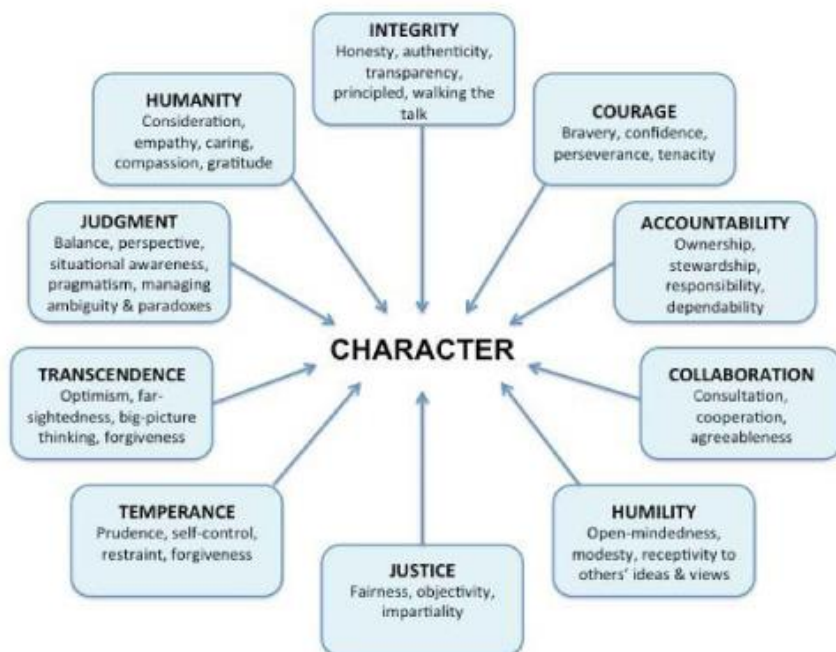 INTEGRITY
Honesty, authenticity,
transparency,
principled, walking the
talk
COURAGE
Bravery, confidence,
perseverance, tenacity
ACCOUNTABILITY
Ownership,
stewardship,
responsibility,
dependability
COLLABORATION
Consultation,
cooperation,
agreeableness
HUMILITY
Open-mindedness,
modesty, receptivity to
others' ideas & views
JUSTICE
Fairness, objectivity,
impartiality
TEMPERANCE
Prudence, self-control,
restraint, forgiveness
TRANSCENDENCE
Optimism, far-
sightedness, big-picture
thinking, forgiveness
JUDGMENT
Balance, perspective,
situational awareness,
pragmatism, managing
ambiguity & paradoxes
HUMANITY
Consideration,
empathy, caring,
compassion, gratitude
CHARACTER